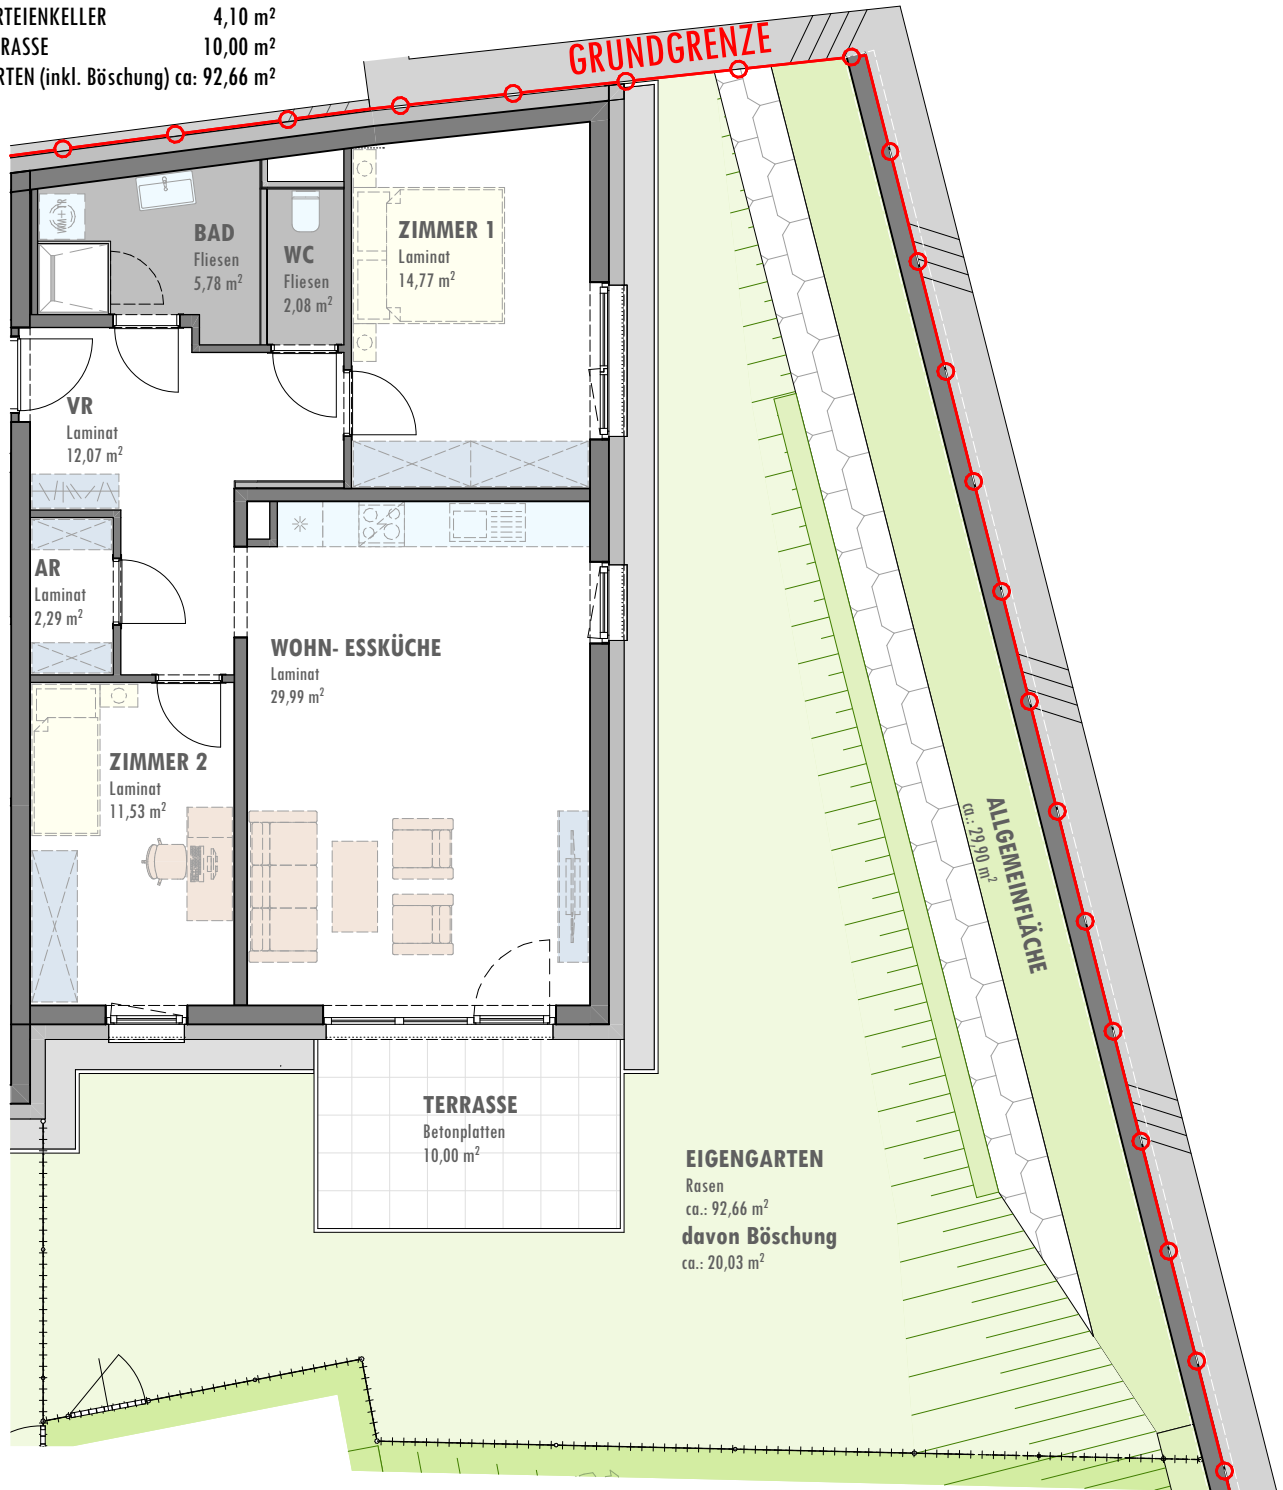 RTEIENKELLER 4,10 m²
RASSE 10,00 m²
RTEN (inkl. Böschung) ca: 92,66 m²
GRUNDGRENZE
WM+TR
BAD
Fliesen
5,78 m²
WC
Fliesen
2,08 m²
ZIMMER 1
Laminat
14,77 m²
VR
Laminat
12,07 m²
AR
Laminat
2,29 m²
WOHN- ESSKÜCHE
Laminat
29,99 m²
ZIMMER 2
Laminat
11,53 m²
ALLGEMEINFLÄCHE
ca.: 29,90 m²
TERRASSE
Betonplatten
10,00 m²
EIGENGARTEN
Rasen
ca.: 92,66 m²
davon Böschung
ca.: 20,03 m²